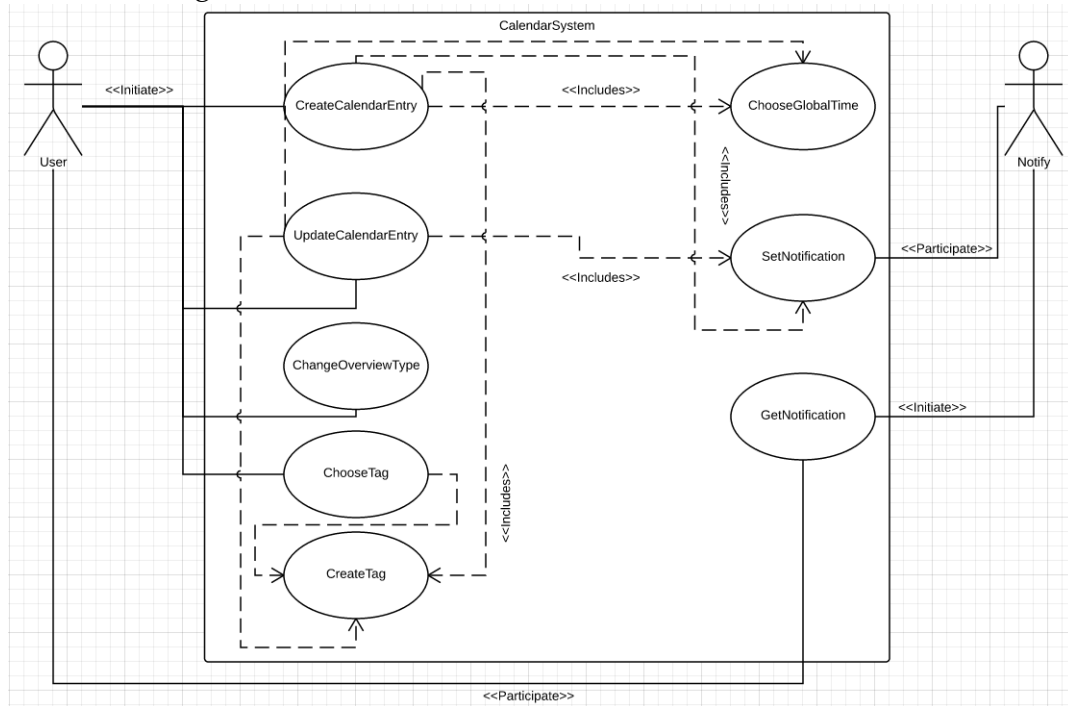 CalendarSystem
<<Initiate>>
CreateCalendarEntry
<<Includes>>
ChooseGlobalTime
User
Notify
<<Includes>>
UpdateCalendarEntry
<<Includes>>
SetNotification
<<Participate>>
ChangeOverviewType
GetNotification
<<Initiate>>
ChooseTag
<<Includes>>
CreateTag
<<Participate>>